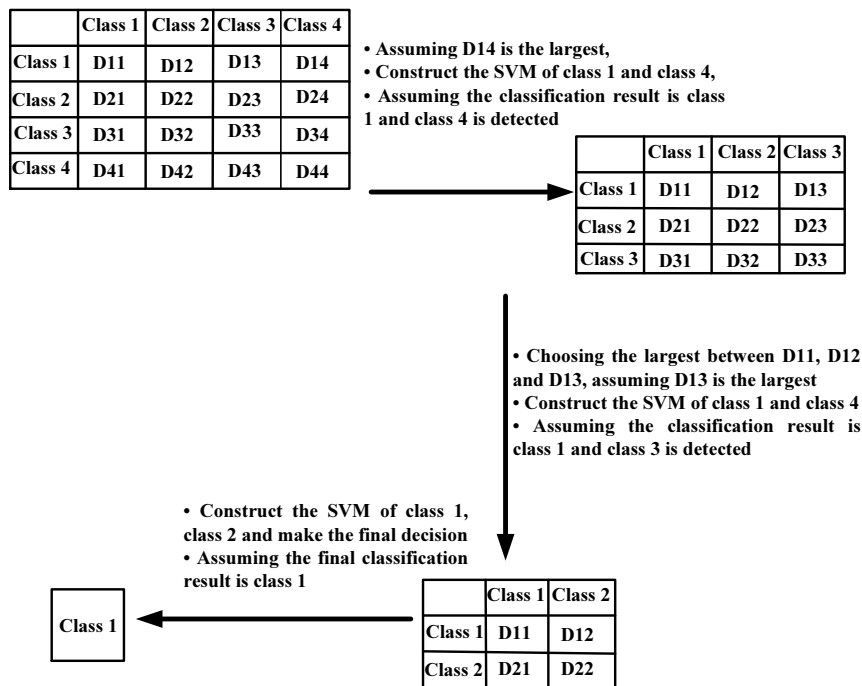 Class 1 Class 2 Class 3 Class 4
Class 1 D11 D12 D13 D14
Class 2 D21 D22 D23 D24
Class 3 D31 D32 D33 D34
Class 4 D41 D42 D43 D44
• Assuming D14 is the largest,
• Construct the SVM of class 1 and class 4,
• Assuming the classification result is class
1 and class 4 is detected
Class 1 Class 2 Class 3
Class 1 D11 D12 D13
Class 2 D21 D22 D23
Class 3 D31 D32 D33
• Choosing the largest between D11, D12
and D13, assuming D13 is the largest
• Construct the SVM of class 1 and class 4
• Assuming the classification result is
class 1 and class 3 is detected
• Construct the SVM of class 1,
class 2 and make the final decision
• Assuming the final classification
result is class 1
Class 1 Class 2
Class 1 D11 D12
Class 2 D21 D22
Class 1